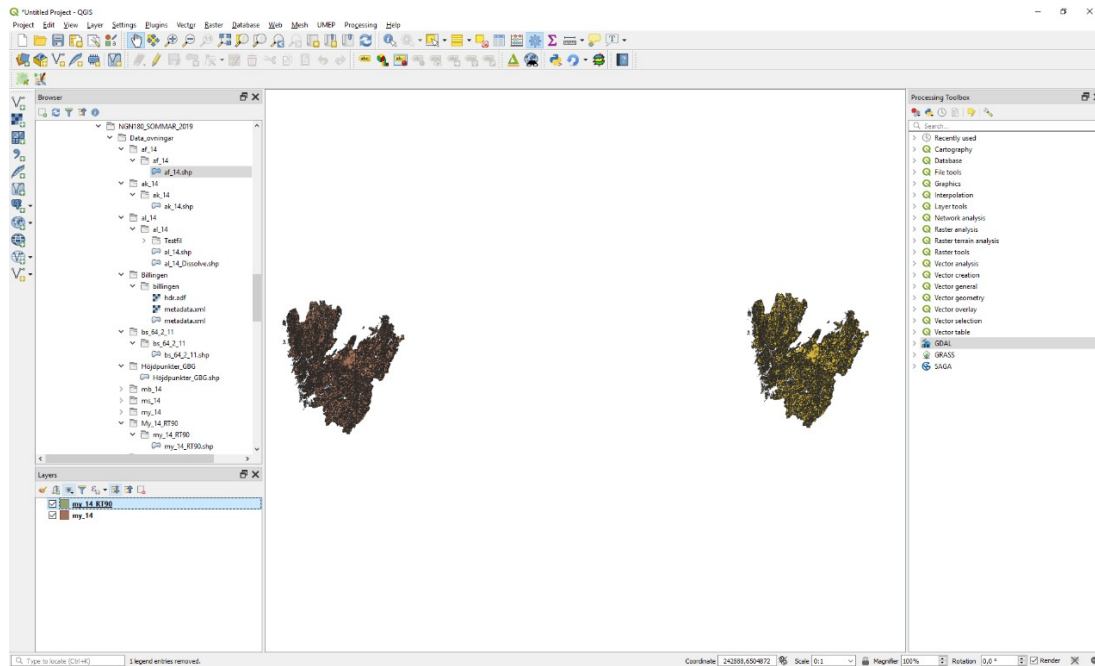 *Untitled Project - QGIS
Project Edit View Layer Settings Plugins Vector Raster Database Web Mesh UMEP Processing Help
Browser
NGN180_SOMMAR_2019
Data_ovningar
af_14
af_14
af_14.shp
ak_14
ak_14
ak_14.shp
al_14
al_14
Testfil
al_14.shp
al_14_Dissolve.shp
Billingen
billingen
hdr.adf
metadata.xml
metadata.xml
bs_64_2_11
bs_64_2_11
bs_64_2_11.shp
Höjdpunkter_GBG
Höjdpunkter_GBG.shp
mb_14
ms_14
my_14
My_14_RT90
my_14_RT90
my_14_RT90.shp
Layers
my_14_RT90
my_14
Processing Toolbox
Search...
Recently used
Cartography
Database
File tools
Graphics
Interpolation
Layer tools
Network analysis
Raster analysis
Raster terrain analysis
Raster tools
Vector analysis
Vector creation
Vector general
Vector geometry
Vector overlay
Vector selection
Vector table
GDAL
GRASS
SAGA
Type to locate (Ctrl+K) 1 legend entries removed. Coordinate 242888,6504872 Scale 0:1 Magnifier 100% Rotation 0,0 ° Render